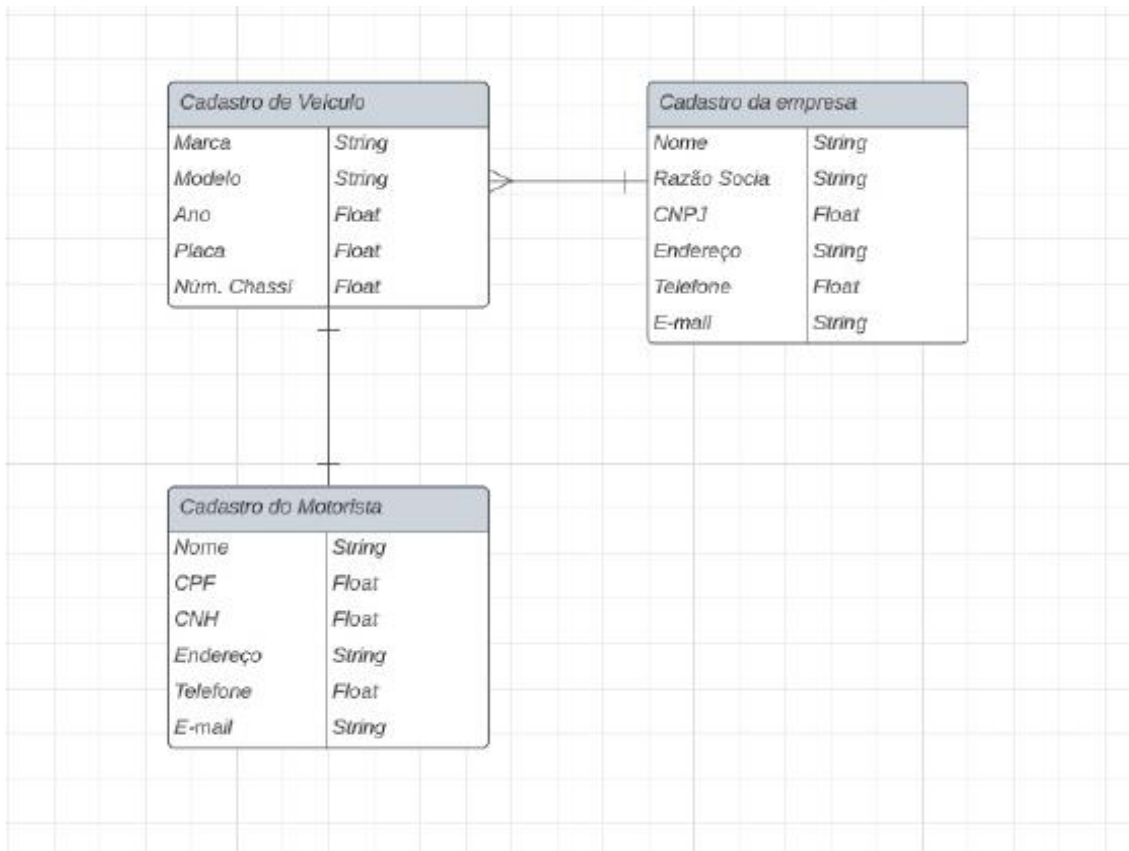 Cadastro de Veículo
Marca String
Modelo String
Ano Float
Placa Float
Núm. Chassi Float
Cadastro da empresa
Nome String
Razão Socia String
CNPJ Float
Endereço String
Telefone Float
E-mail String
Cadastro do Motorista
Nome String
CPF Float
CNH Float
Endereço String
Telefone Float
E-mail String